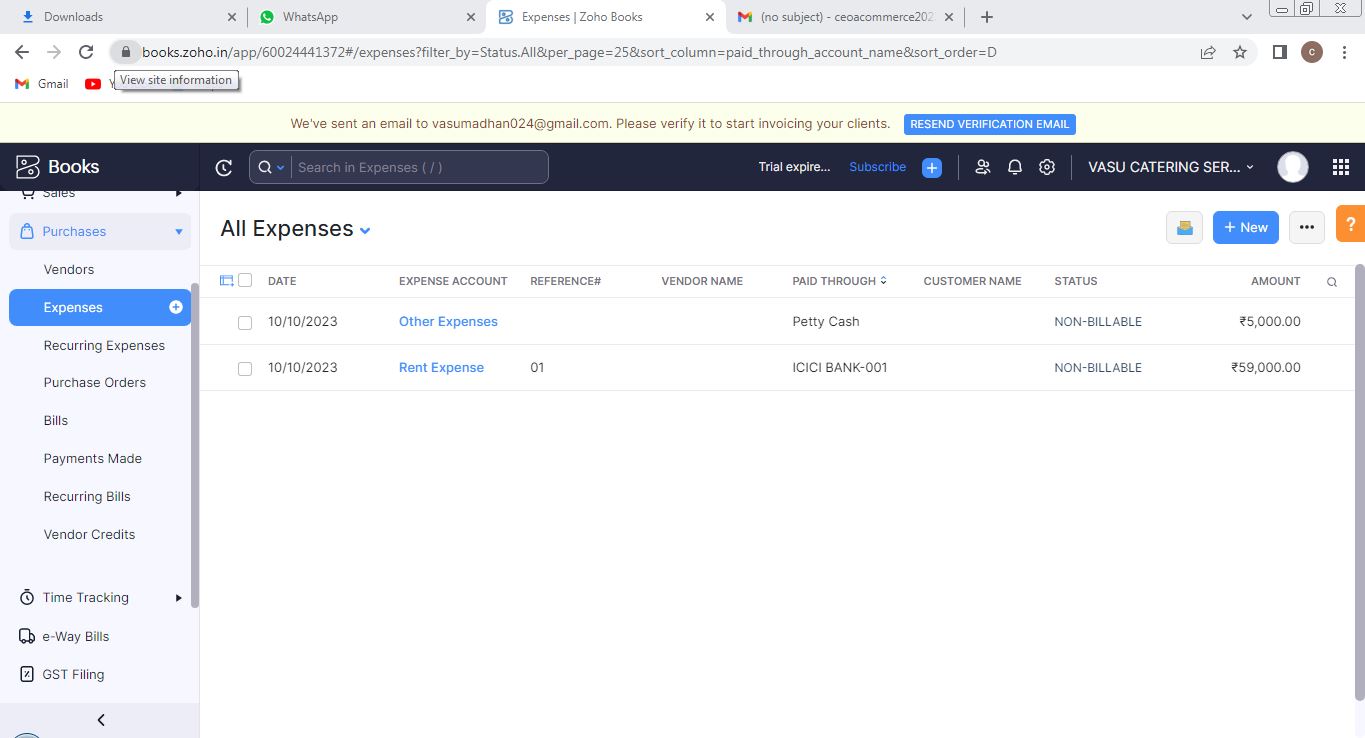 Downloads
WhatsApp
Expenses | Zoho Books
(no subject) - ceoacommerce202
books.zoho.in/app/60024441372#/expenses?filter_by=Status.All&per_page=25&sort_column=paid_through_account_name&sort_order=D
C
Gmail
View site information
We've sent an email to vasumadhan024@gmail.com. Please verify it to start invoicing your clients. RESEND VERIFICATION EMAIL
Books
Search in Expenses ( / )
Trial expire... Subscribe
VASU CATERING SER...
Sales
Purchases
Vendors
Expenses
Recurring Expenses
Purchase Orders
Bills
Payments Made
Recurring Bills
Vendor Credits
Time Tracking
e-Way Bills
GST Filing
All Expenses
+ New
?
DATE EXPENSE ACCOUNT REFERENCE# VENDOR NAME PAID THROUGH CUSTOMER NAME STATUS AMOUNT
10/10/2023 Other Expenses Petty Cash NON-BILLABLE ₹5,000.00
10/10/2023 Rent Expense 01 ICICI BANK-001 NON-BILLABLE ₹59,000.00